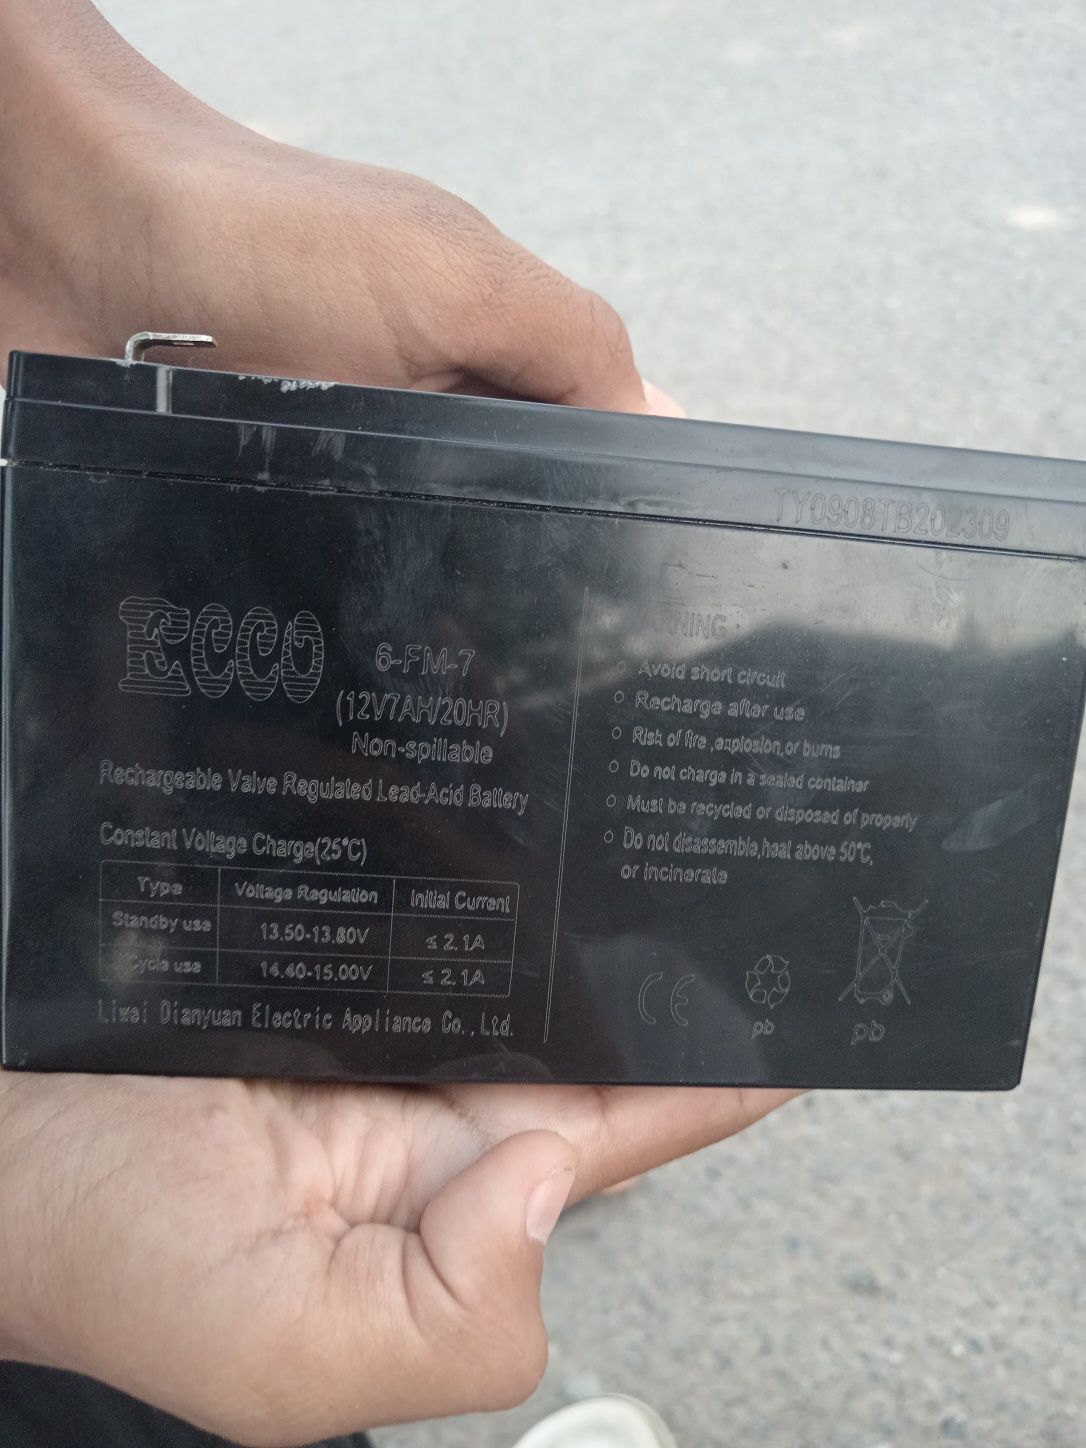 ECCO
6-FM-7
(12V7AH/20HR)
Non-spillable
Rechargeable Valve Regulated Lead-Acid Battery
Constant Voltage Charge(25°C)
Type Voltage Regulation Initial Current
Standby use 13.50-13.80V ≤2.1A
Cycle use 14.40-15.00V ≤2.1A
Liwei Dianyuan Electric Appliance Co.,Ltd.
○ Avoid short circuit
○ Recharge after use
○ Risk of fire ,explosion,or burns
○ Do not charge in a sealed container
○ Must be recycled or disposed of properly
○ Do not disassemble,heat above 50°C,
or incinerate
CE
pb
pb